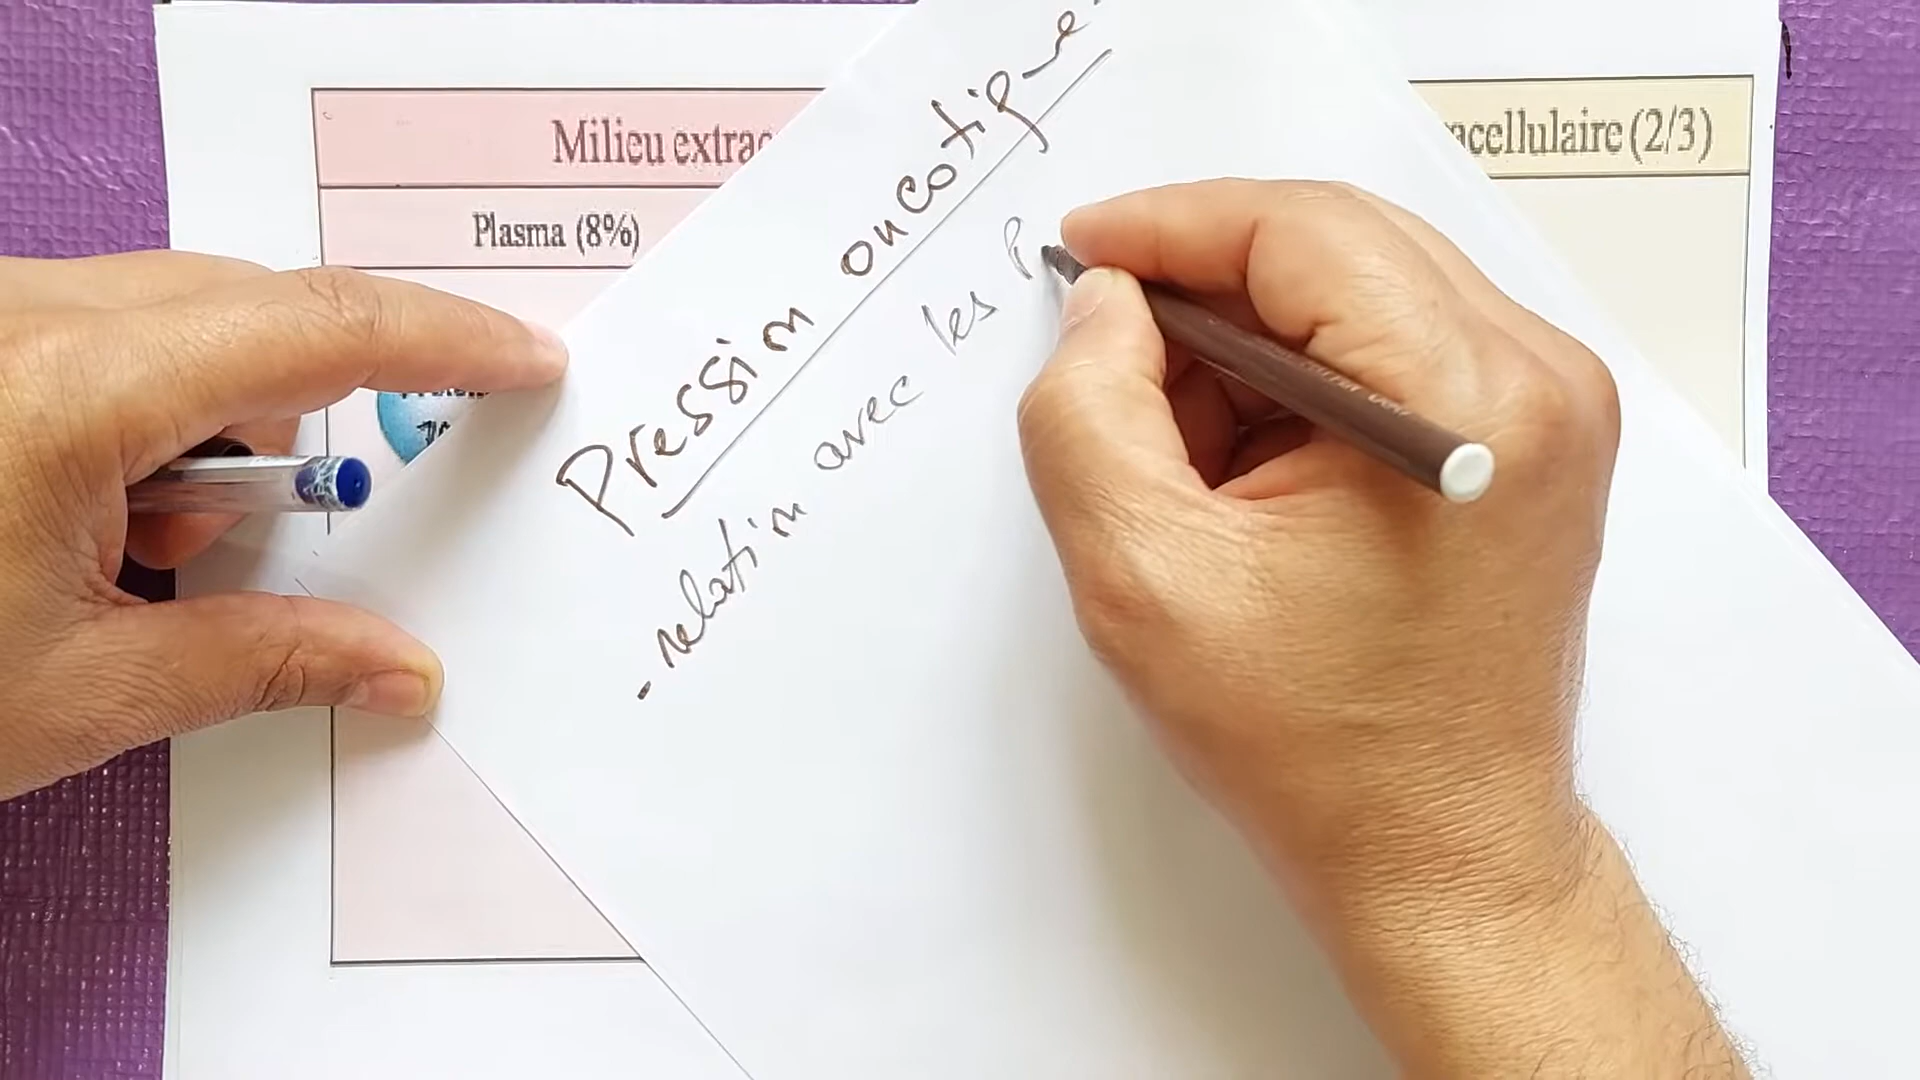 Milieu extrac
acellulaire (2/3)
Plasma (8%)
Pression oncotique
- relation avec les